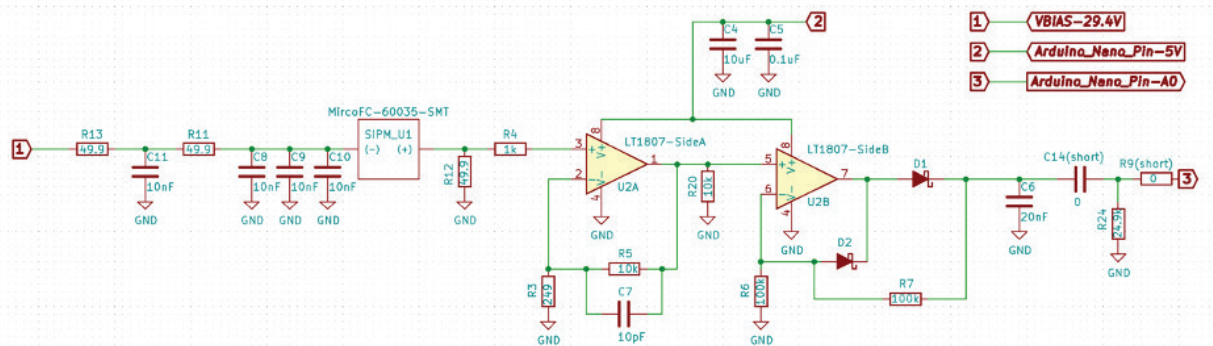 1 VBIAS-29.4V
2 Arduino_Nano_Pin-5V
3 Arduino_Nano_Pin-A0
2
C4
10uF
GND
C5
0.1uF
GND
MircoFC-60035-SMT
SIPM_U1
(-) (+)
1
R13
49.9
C11
10nF
GND
R11
49.9
C8
10nF
GND
C9
10nF
GND
C10
10nF
GND
R12
49.9
GND
R4
1k
LT1807-SideA
3
+
8
V+
1
2
-
V-
4
U2A
GND
R20
10k
GND
R3
249
GND
R5
10k
C7
10pF
LT1807-SideB
5
+
8
V+
7
6
-
V-
4
U2B
GND
R6
100k
GND
D2
D1
R7
100k
C6
20nF
GND
C14(short)
0
R24
24.9k
GND
R9(short)
0
3